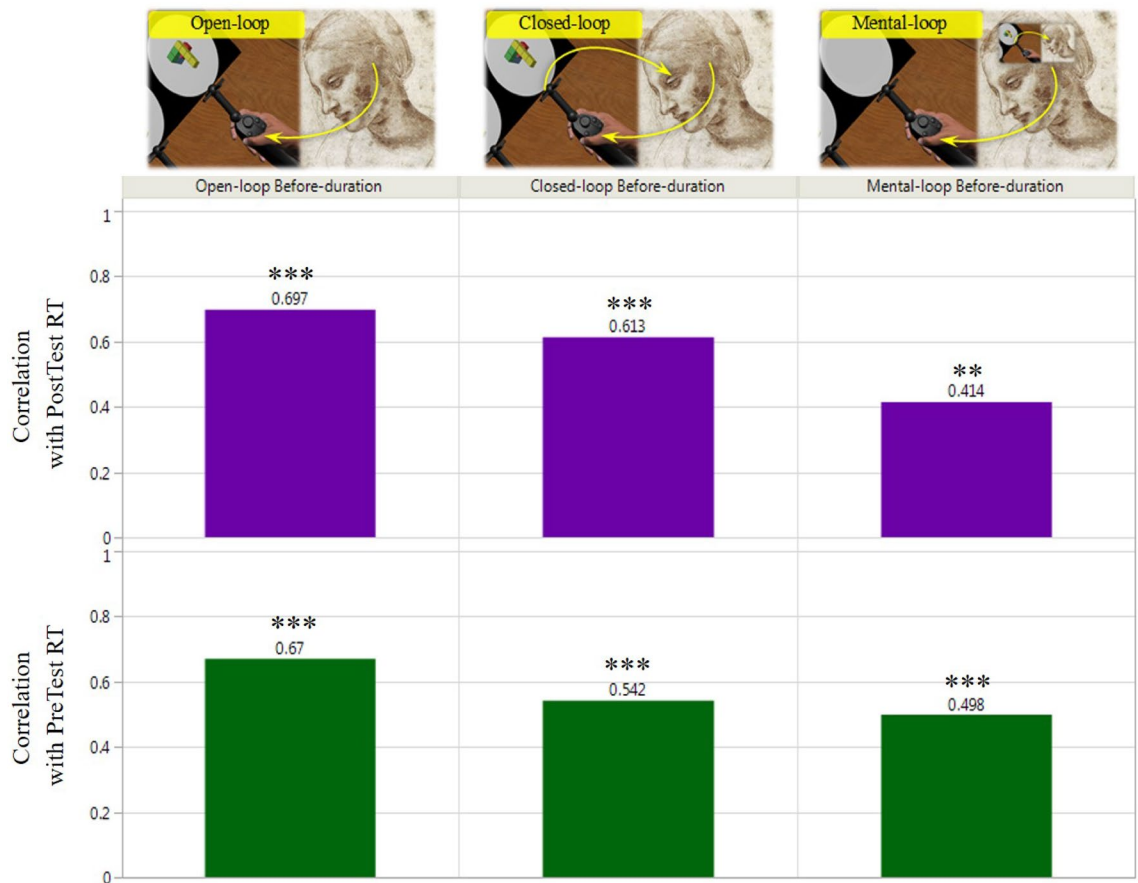 Open-loop
Closed-loop
Mental-loop
Open-loop Before-duration
Closed-loop Before-duration
Mental-loop Before-duration
Correlation
with PostTest RT
1
0.8
0.6
0.4
0.2
0
***
0.697
***
0.613
**
0.414
Correlation
with PreTest RT
1
0.8
0.6
0.4
0.2
0
***
0.67
***
0.542
***
0.498